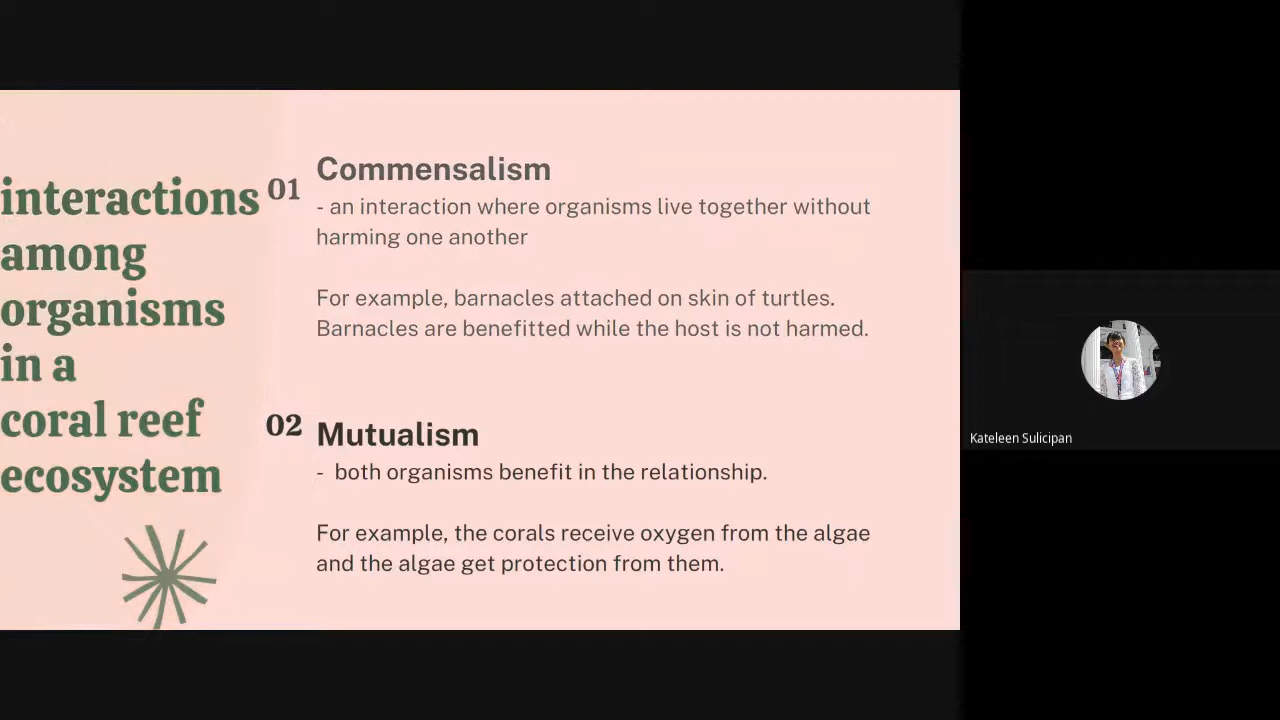 interactions
among
organisms
in a
coral reef
ecosystem
01
Commensalism
- an interaction where organisms live together without
harming one another
For example, barnacles attached on skin of turtles.
Barnacles are benefitted while the host is not harmed.
02
Mutualism
- both organisms benefit in the relationship.
For example, the corals receive oxygen from the algae
and the algae get protection from them.
Kateleen Sulicipan